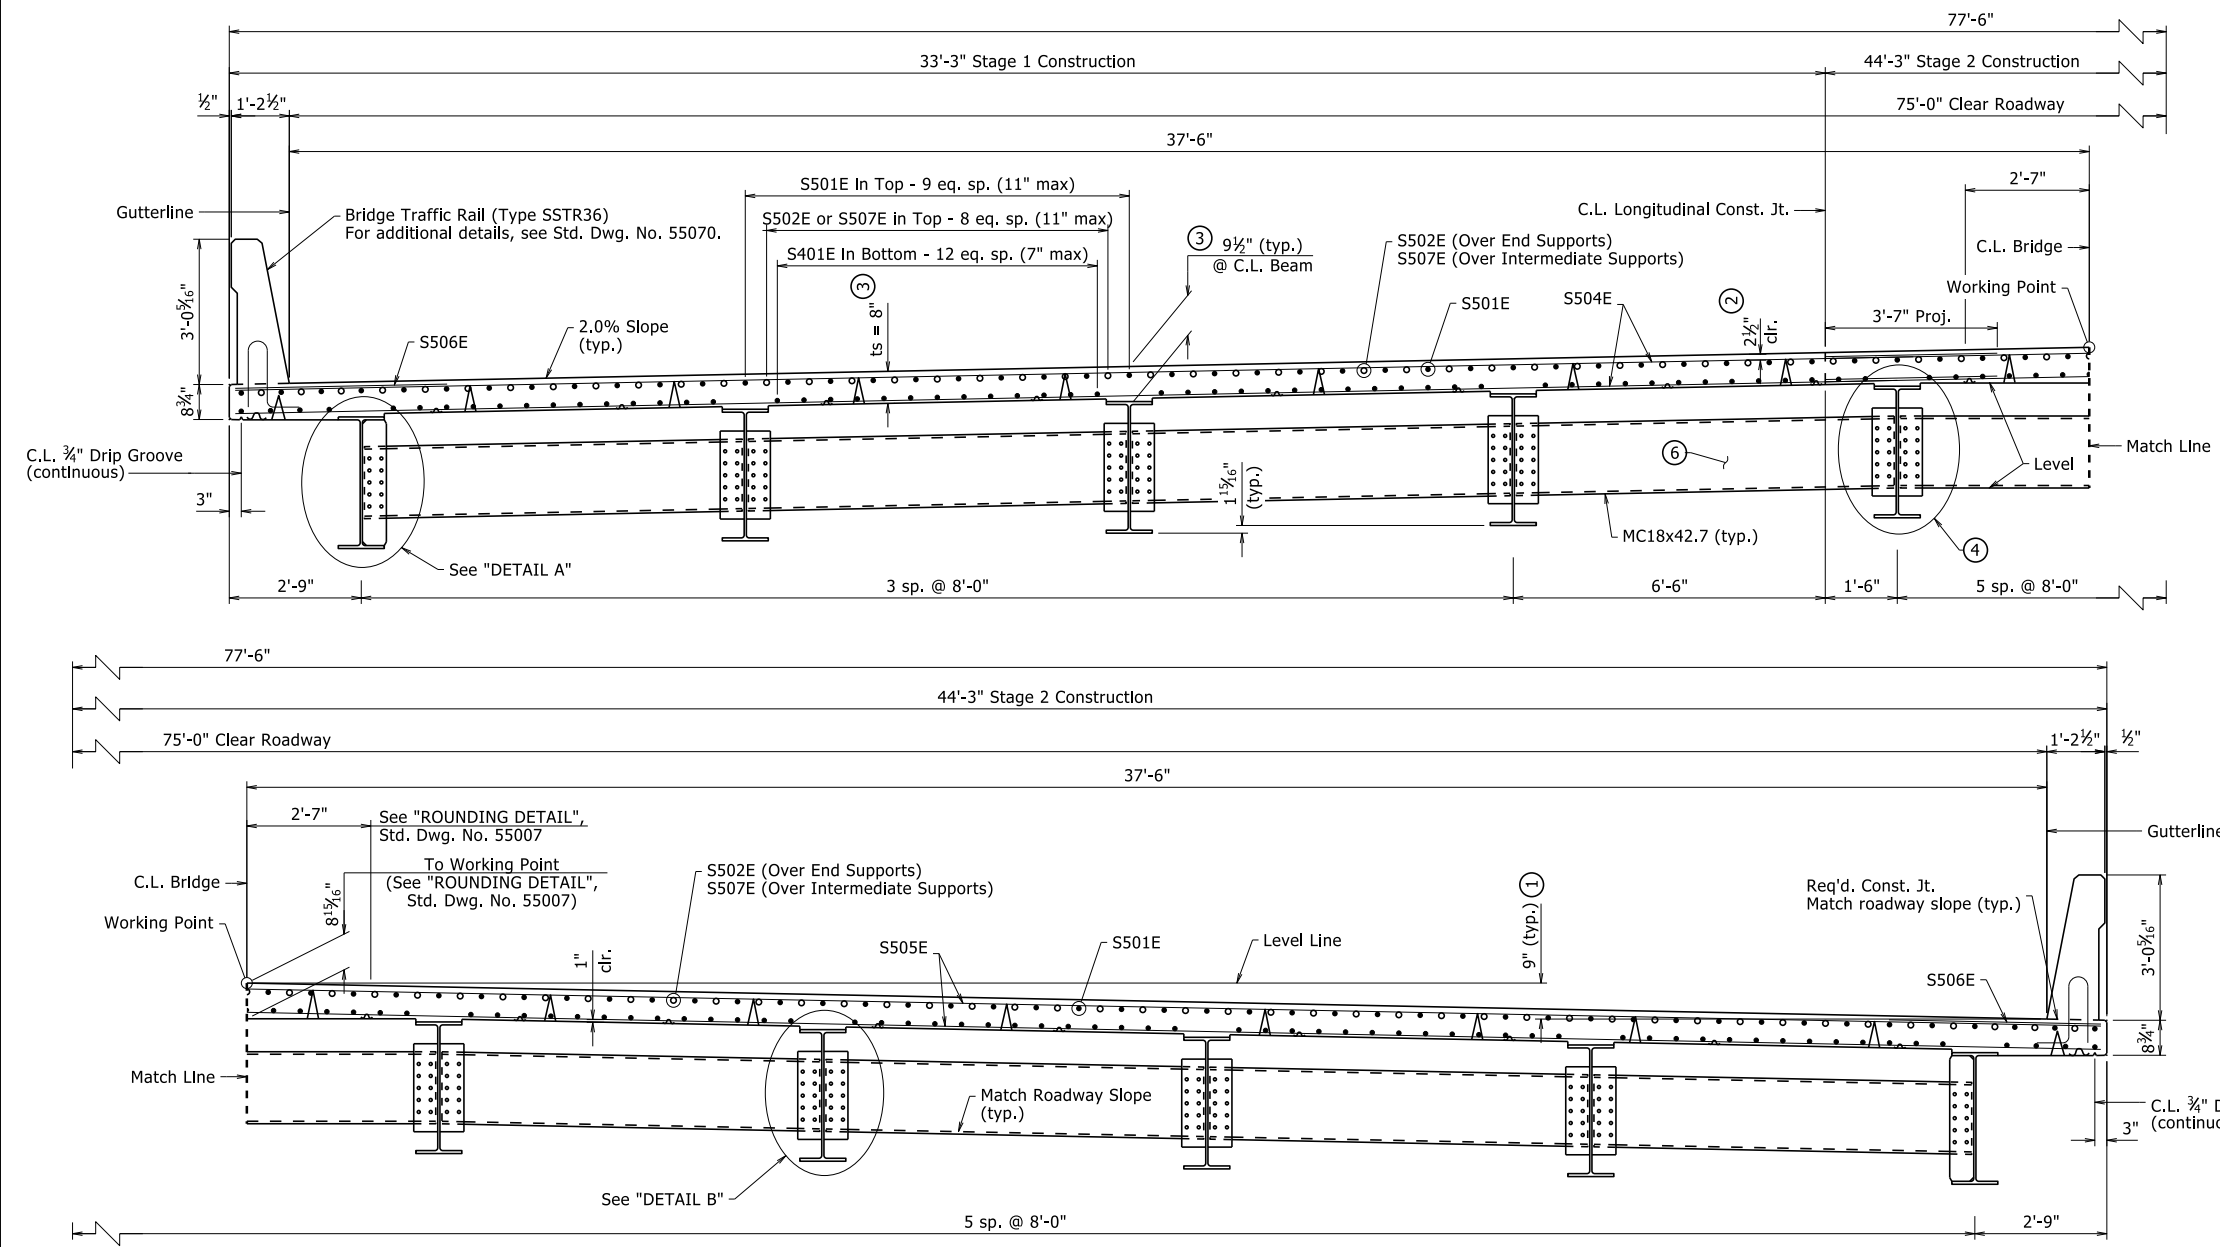 77'-6"
33'-3" Stage 1 Construction
44'-3" Stage 2 Construction
½"
1'-2½"
75'-0" Clear Roadway
37'-6"
S501E In Top - 9 eq. sp. (11" max)
2'-7"
Gutterline
Bridge Traffic Rail (Type SSTR36)
For additional details, see Std. Dwg. No. 55070.
S502E or S507E in Top - 8 eq. sp. (11" max)
C.L. Longitudinal Const. Jt.
S401E In Bottom - 12 eq. sp. (7" max)
3
9½" (typ.)
@ C.L. Beam
S502E (Over End Supports)
S507E (Over Intermediate Supports)
C.L. Bridge
3'-0⁵⁄₁₆"
3
ts = 8"
S501E
S504E
2
2½"
clr.
Working Point
3'-7" Proj.
2.0% Slope
(typ.)
S506E
8¾"
C.L. ¾" Drip Groove
(continuous)
3"
1¹⁵⁄₁₆"
(typ.)
6
Level
Match Line
MC18x42.7 (typ.)
4
See "DETAIL A"
2'-9"
3 sp. @ 8'-0"
6'-6"
1'-6"
5 sp. @ 8'-0"
77'-6"
44'-3" Stage 2 Construction
75'-0" Clear Roadway
1'-2½"
½"
37'-6"
2'-7"
See "ROUNDING DETAIL",
Std. Dwg. No. 55007
Gutterline
To Working Point
(See "ROUNDING DETAIL",
Std. Dwg. No. 55007)
8¹⁵⁄₁₆"
C.L. Bridge
Working Point
S502E (Over End Supports)
S507E (Over Intermediate Supports)
1
9" (typ.)
Req'd. Const. Jt.
Match roadway slope (typ.)
3'-0⁵⁄₁₆"
1"
clr.
S505E
S501E
Level Line
S506E
8¾"
Match Line
Match Roadway Slope
(typ.)
C.L. ¾" D
(continuo
3"
See "DETAIL B"
5 sp. @ 8'-0"
2'-9"